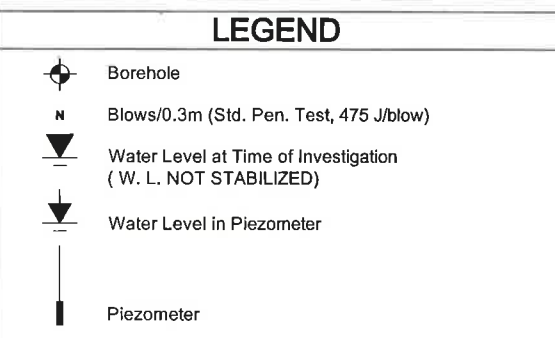 LEGEND
Borehole
N Blows/0.3m (Std. Pen. Test, 475 J/blow)
Water Level at Time of Investigation
( W. L. NOT STABILIZED)
Water Level in Piezometer
Piezometer